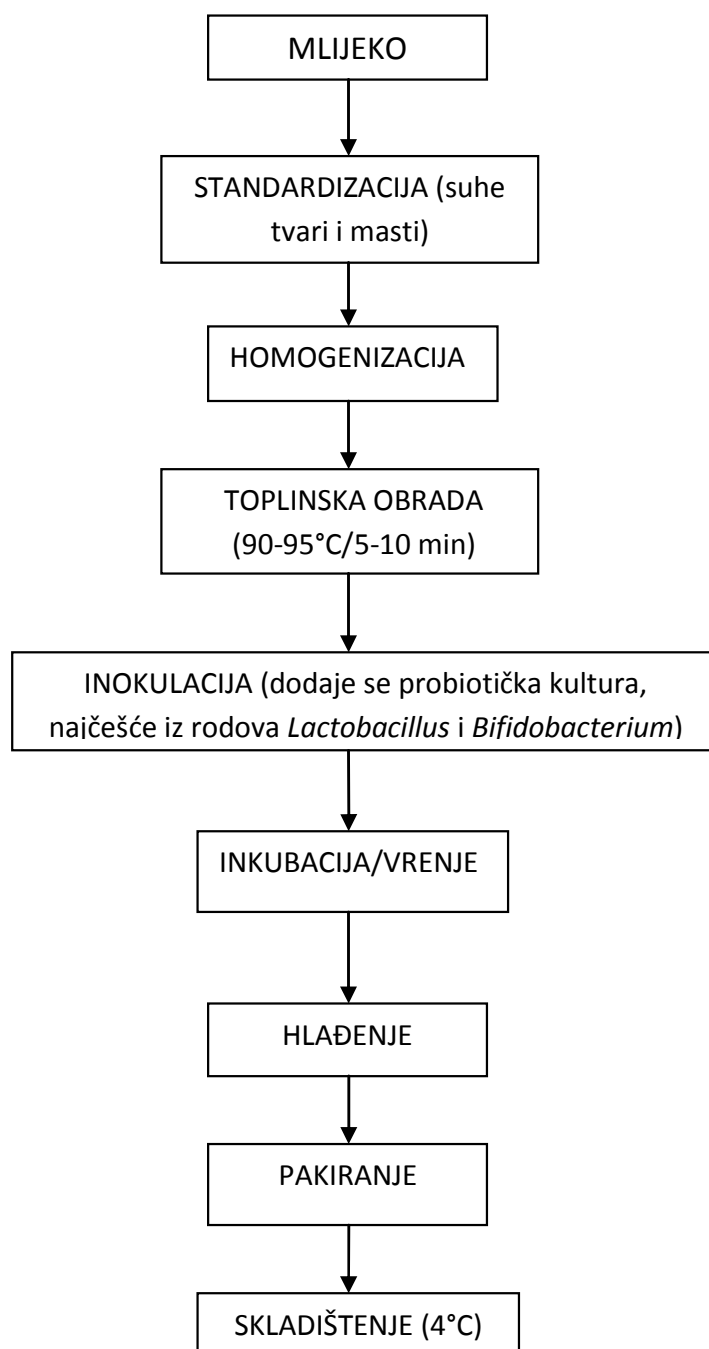 MLIJEKO
STANDARDIZACIJA (suhe
tvari i masti)
HOMOGENIZACIJA
TOPLINSKA OBRADA
(90-95°C/5-10 min)
INOKULACIJA (dodaje se probiotička kultura,
najčešće iz rodova Lactobacillus i Bifidobacterium)
INKUBACIJA/VRENJE
HLAĐENJE
PAKIRANJE
SKLADIŠTENJE (4°C)